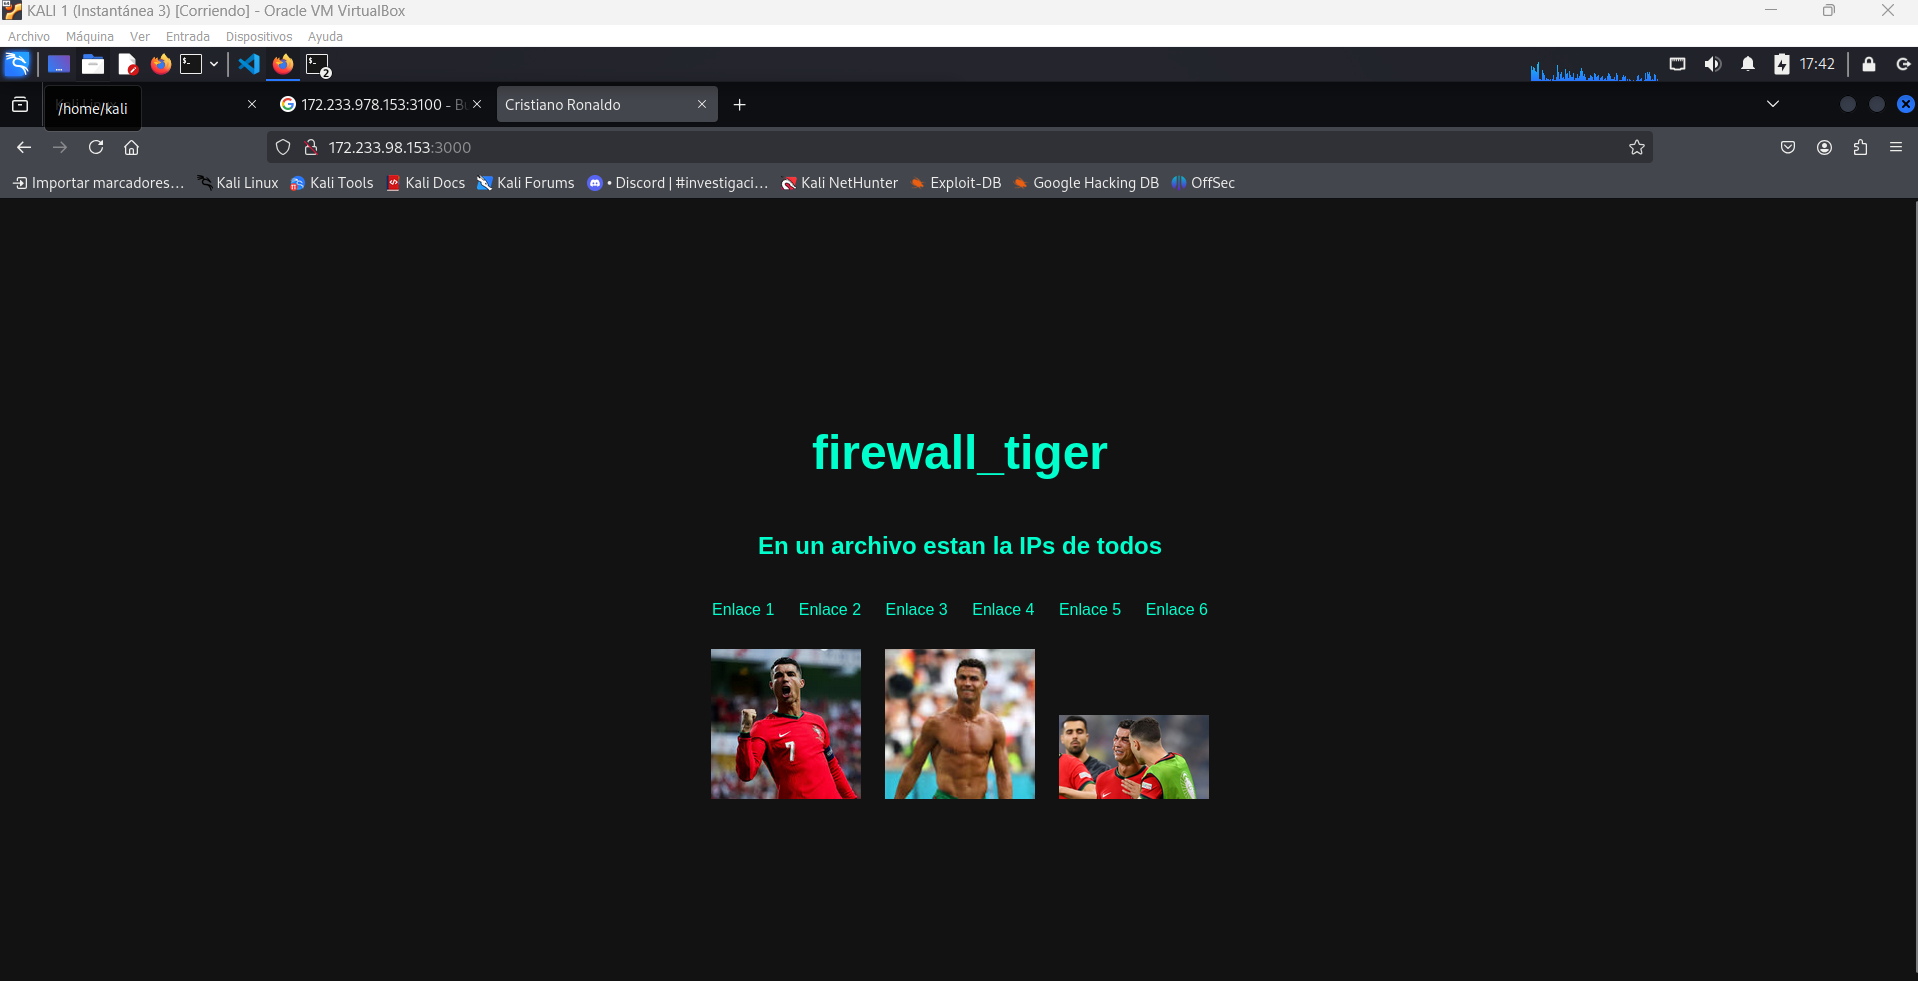 KALI 1 (Instantánea 3) [Corriendo] - Oracle VM VirtualBox
Archivo Máquina Ver Entrada Dispositivos Ayuda
2
17:42
/home/kali
172.233.978.153:3100 - B
Cristiano Ronaldo
172.233.98.153:3000
Importar marcadores... Kali Linux Kali Tools Kali Docs Kali Forums • Discord | #investigaci... Kali NetHunter Exploit-DB Google Hacking DB OffSec
firewall_tiger
En un archivo estan la IPs de todos
Enlace 1 Enlace 2 Enlace 3 Enlace 4 Enlace 5 Enlace 6
7